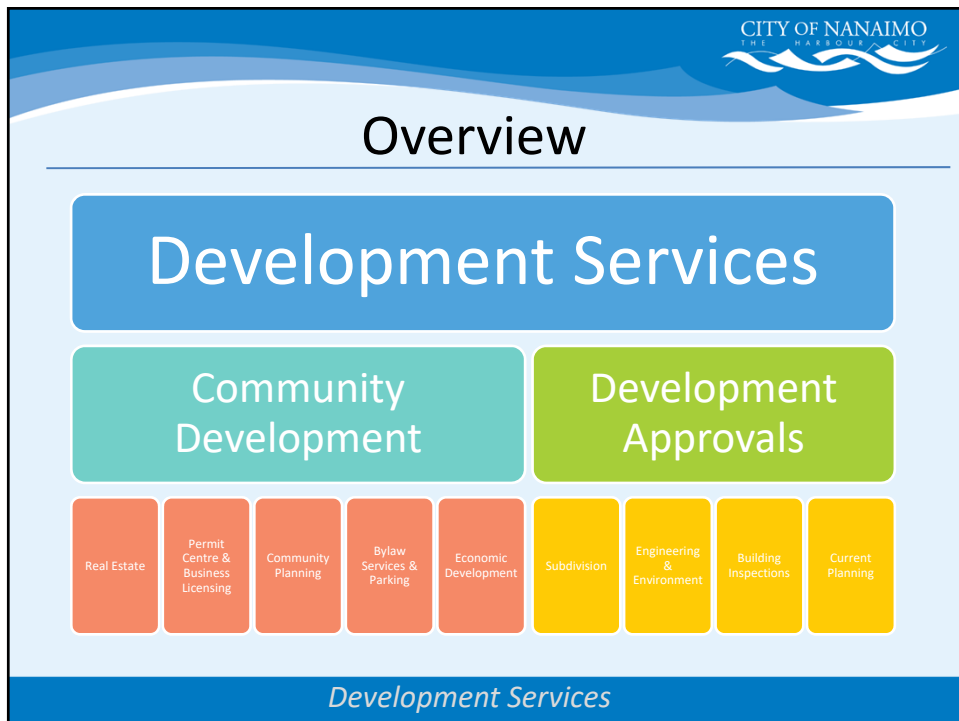 CITY OF NANAIMO
THE HARBOUR CITY
Overview
Development Services
Community
Development
Development
Approvals
Real Estate
Permit
Centre &
Business
Licensing
Community
Planning
Bylaw
Services &
Parking
Economic
Development
Subdivision
Engineering
&
Environment
Building
Inspections
Current
Planning
Development Services